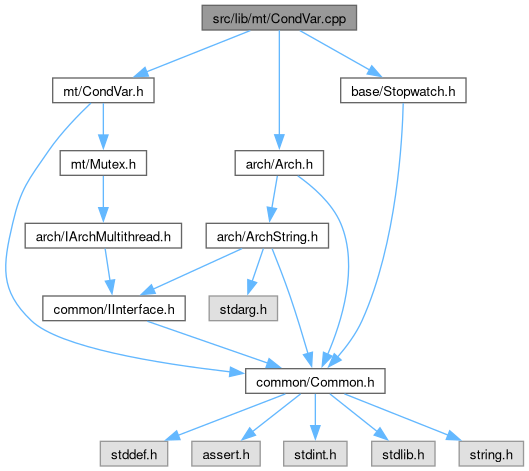 src/lib/mt/CondVar.cpp
mt/CondVar.h
base/Stopwatch.h
mt/Mutex.h
arch/Arch.h
arch/IArchMultithread.h
arch/ArchString.h
common/IInterface.h
stdarg.h
common/Common.h
stddef.h
assert.h
stdint.h
stdlib.h
string.h